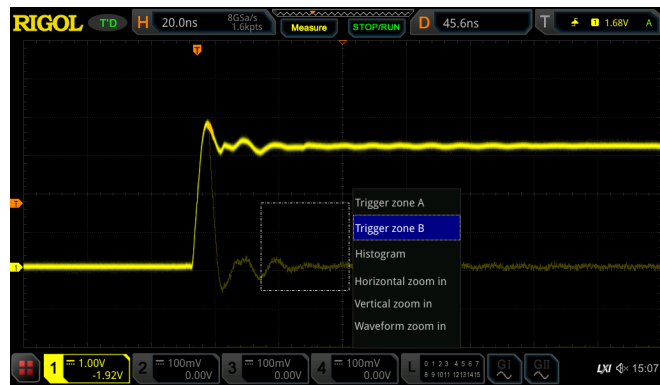 RIGOL T'D H 20.0ns 8GSa/s 1.6kpts Measure STOP/RUN D 45.6ns T 1 1.68V A
T
T
Trigger zone A
Trigger zone B
Histogram
1
Horizontal zoom in
Vertical zoom in
Waveform zoom in
1 1.00V -1.92V
2 100mV 0.00V
3 100mV 0.00V
4 100mV 0.00V
L 0 1 2 3 4 5 6 7
8 9 10 11 12 13 14 15
GI GII LXI 15:07